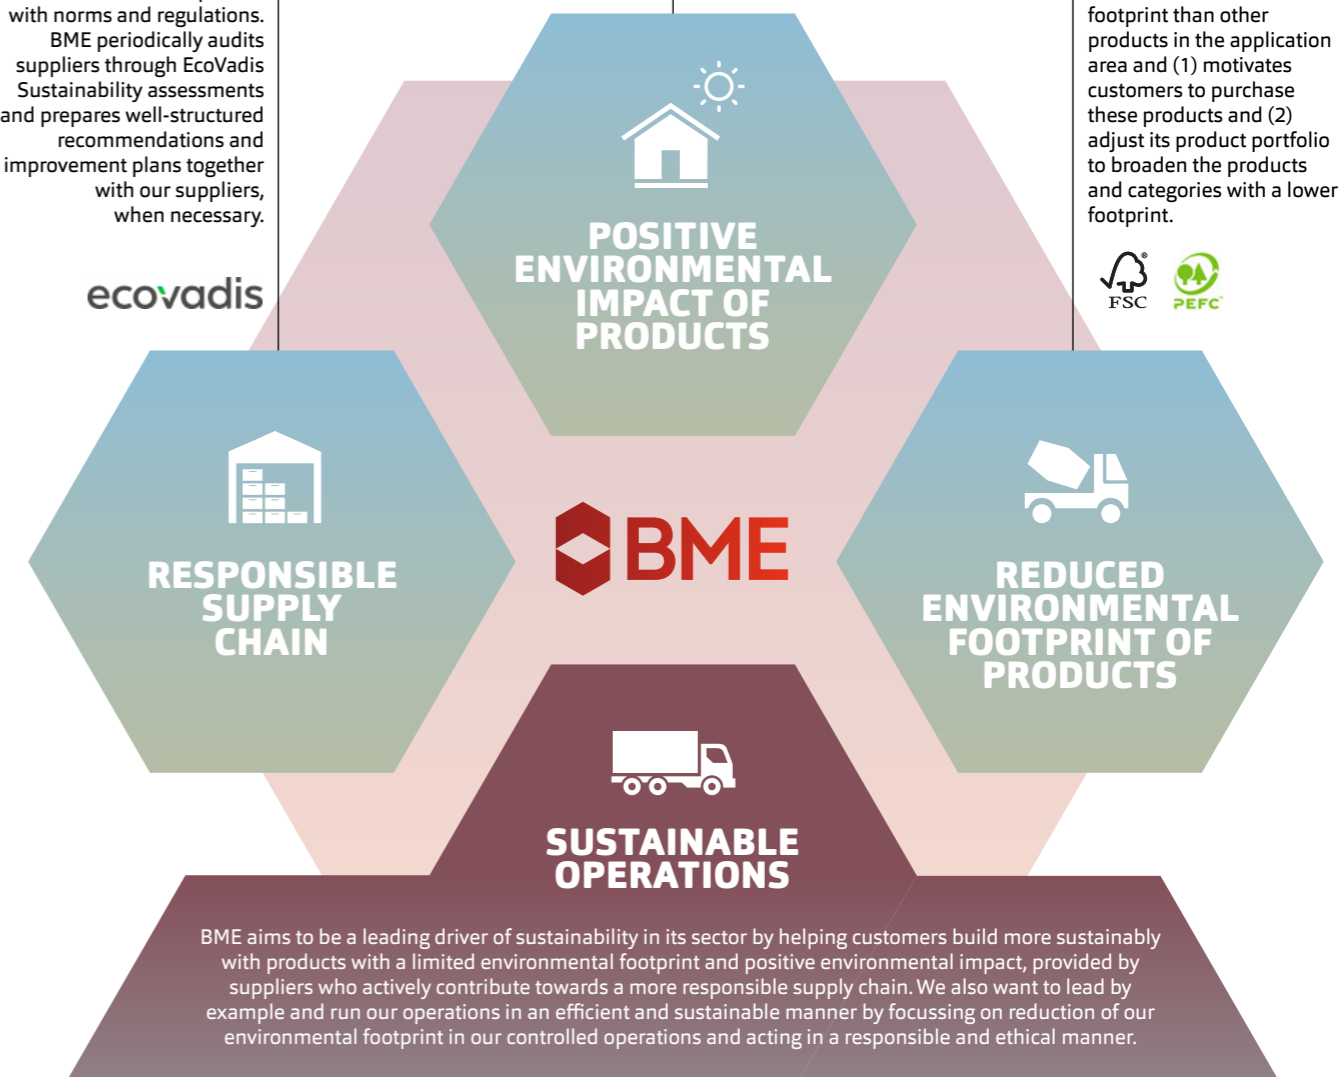 with norms and regulations.
BME periodically audits
suppliers through EcoVadis
Sustainability assessments
and prepares well-structured
recommendations and
improvement plans together
with our suppliers,
when necessary.
ecovadis
footprint than other
products in the application
area and (1) motivates
customers to purchase
these products and (2)
adjust its product portfolio
to broaden the products
and categories with a lower
footprint.
FSC
PEFC
POSITIVE
ENVIRONMENTAL
IMPACT OF
PRODUCTS
RESPONSIBLE
SUPPLY
CHAIN
BME
REDUCED
ENVIRONMENTAL
FOOTPRINT OF
PRODUCTS
SUSTAINABLE
OPERATIONS
BME aims to be a leading driver of sustainability in its sector by helping customers build more sustainably
with products with a limited environmental footprint and positive environmental impact, provided by
suppliers who actively contribute towards a more responsible supply chain. We also want to lead by
example and run our operations in an efficient and sustainable manner by focussing on reduction of our
environmental footprint in our controlled operations and acting in a responsible and ethical manner.